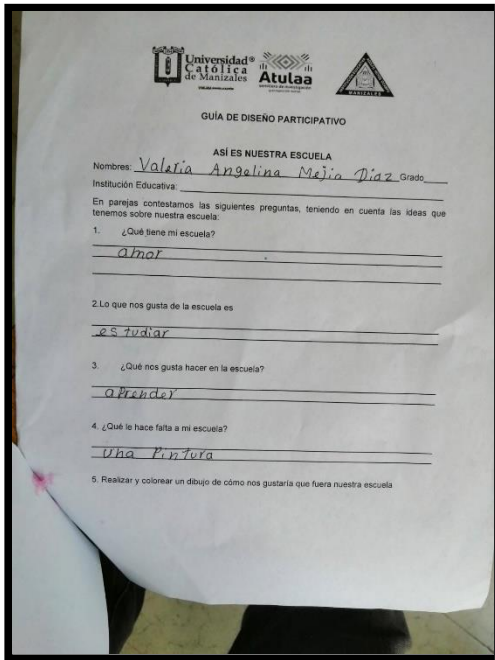 Universidad®
Católica
de Manizales
Atulaa
MANIZALES
GUÍA DE DISEÑO PARTICIPATIVO
ASÍ ES NUESTRA ESCUELA
Nombres: Valeria Angelina Mejia Diaz Grado
Institución Educativa:
En parejas contestamos las siguientes preguntas, teniendo en cuenta las ideas que
tenemos sobre nuestra escuela:
1. ¿Qué tiene mi escuela?
amor
2.Lo que nos gusta de la escuela es
estudiar
3. ¿Qué nos gusta hacer en la escuela?
aprender
4. ¿Qué le hace falta a mi escuela?
una Pintura
5. Realizar y colorear un dibujo de cómo nos gustaría que fuera nuestra escuela